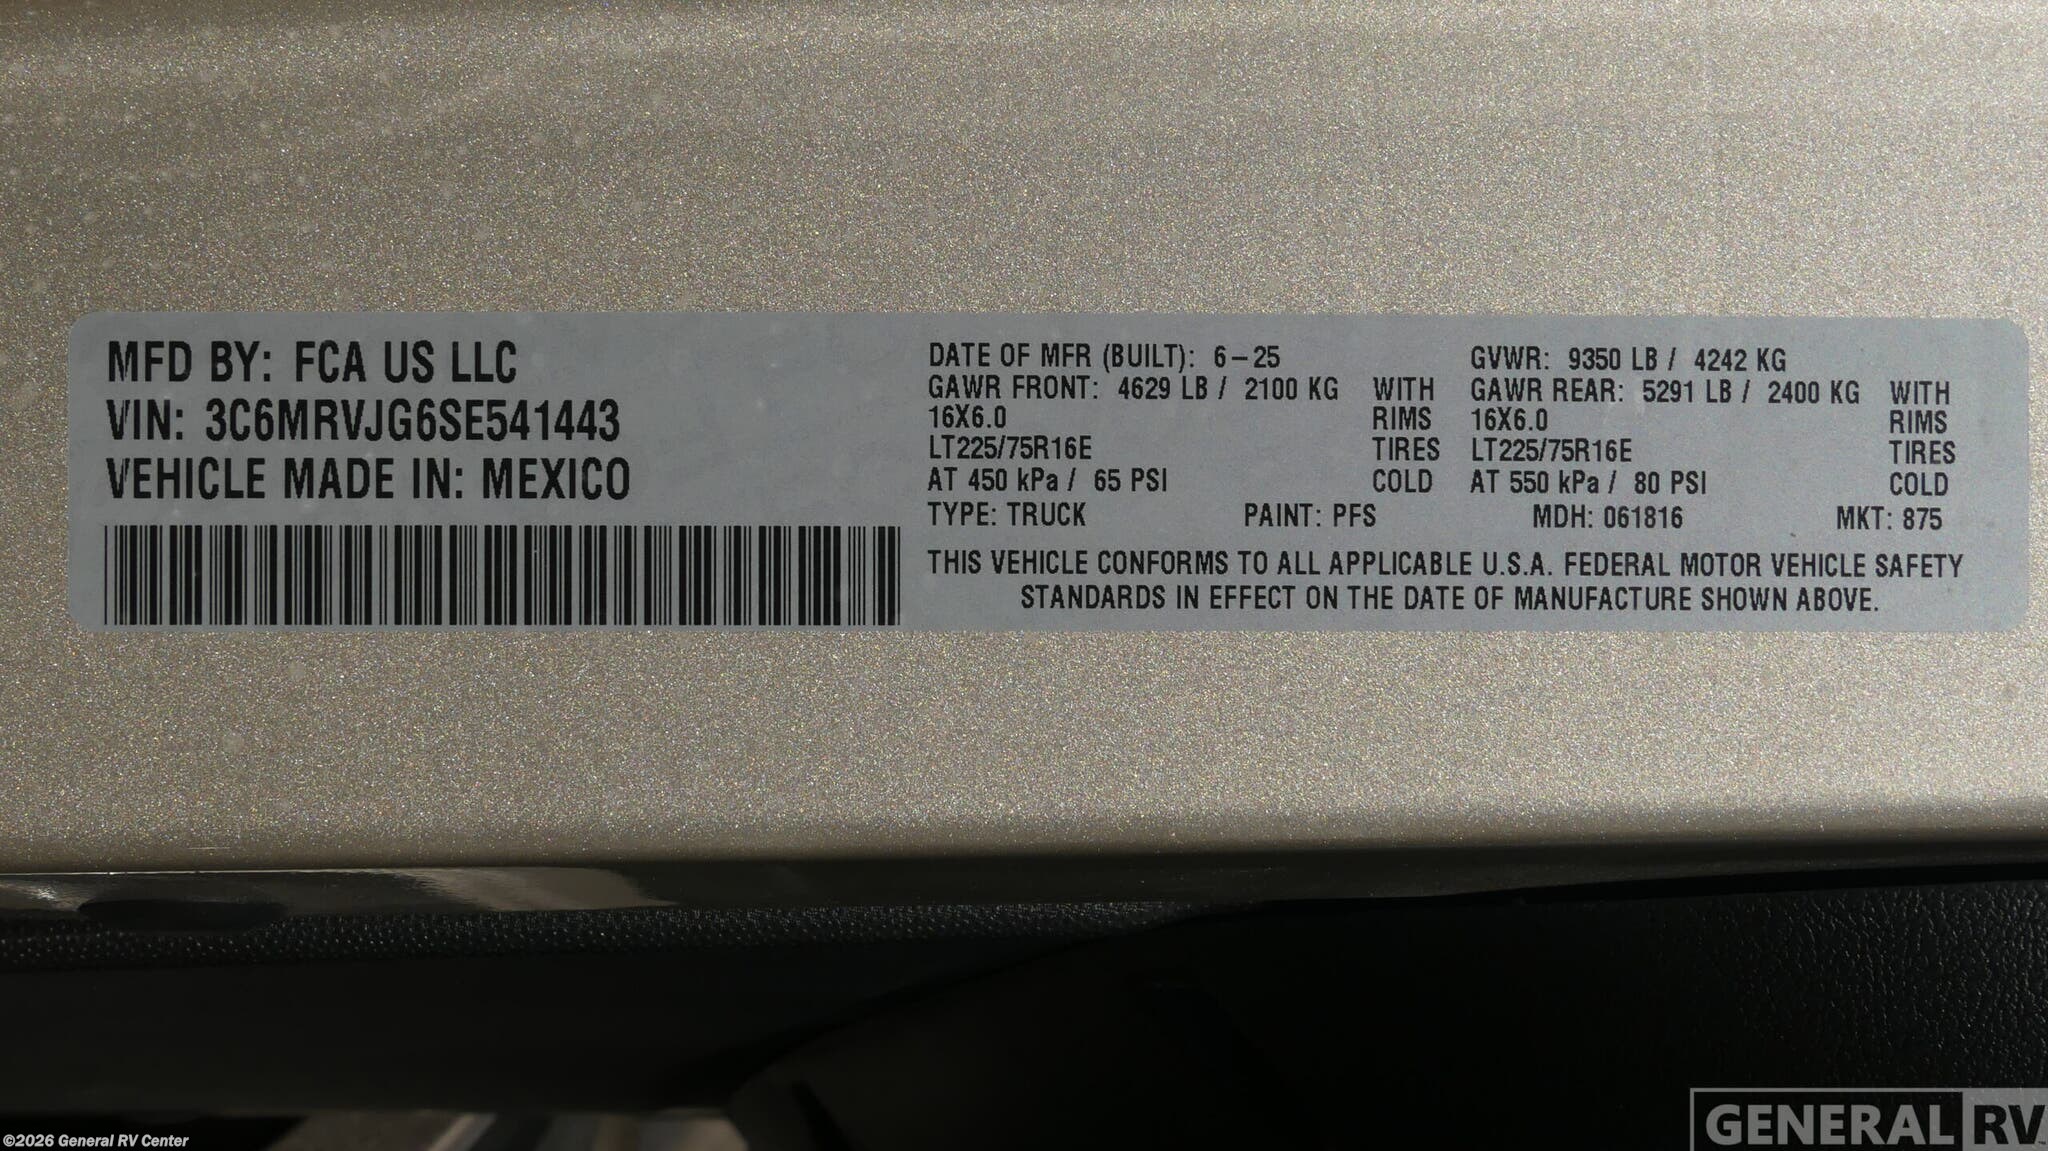 MFD BY: FCA US LLC
VIN: 3C6MRVJG6SE541443
VEHICLE MADE IN: MEXICO
DATE OF MFR (BUILT): 6-25 GVWR: 9350 LB / 4242 KG
GAWR FRONT: 4629 LB / 2100 KG WITH GAWR REAR: 5291 LB / 2400 KG WITH
16X6.0 RIMS 16X6.0 RIMS
LT225/75R16E TIRES LT225/75R16E TIRES
AT 450 kPa / 65 PSI COLD AT 550 kPa / 80 PSI COLD
TYPE: TRUCK PAINT: PFS MDH: 061816 MKT: 875
THIS VEHICLE CONFORMS TO ALL APPLICABLE U.S.A. FEDERAL MOTOR VEHICLE SAFETY
STANDARDS IN EFFECT ON THE DATE OF MANUFACTURE SHOWN ABOVE.
©2026 General RV Center
GENERAL RV™